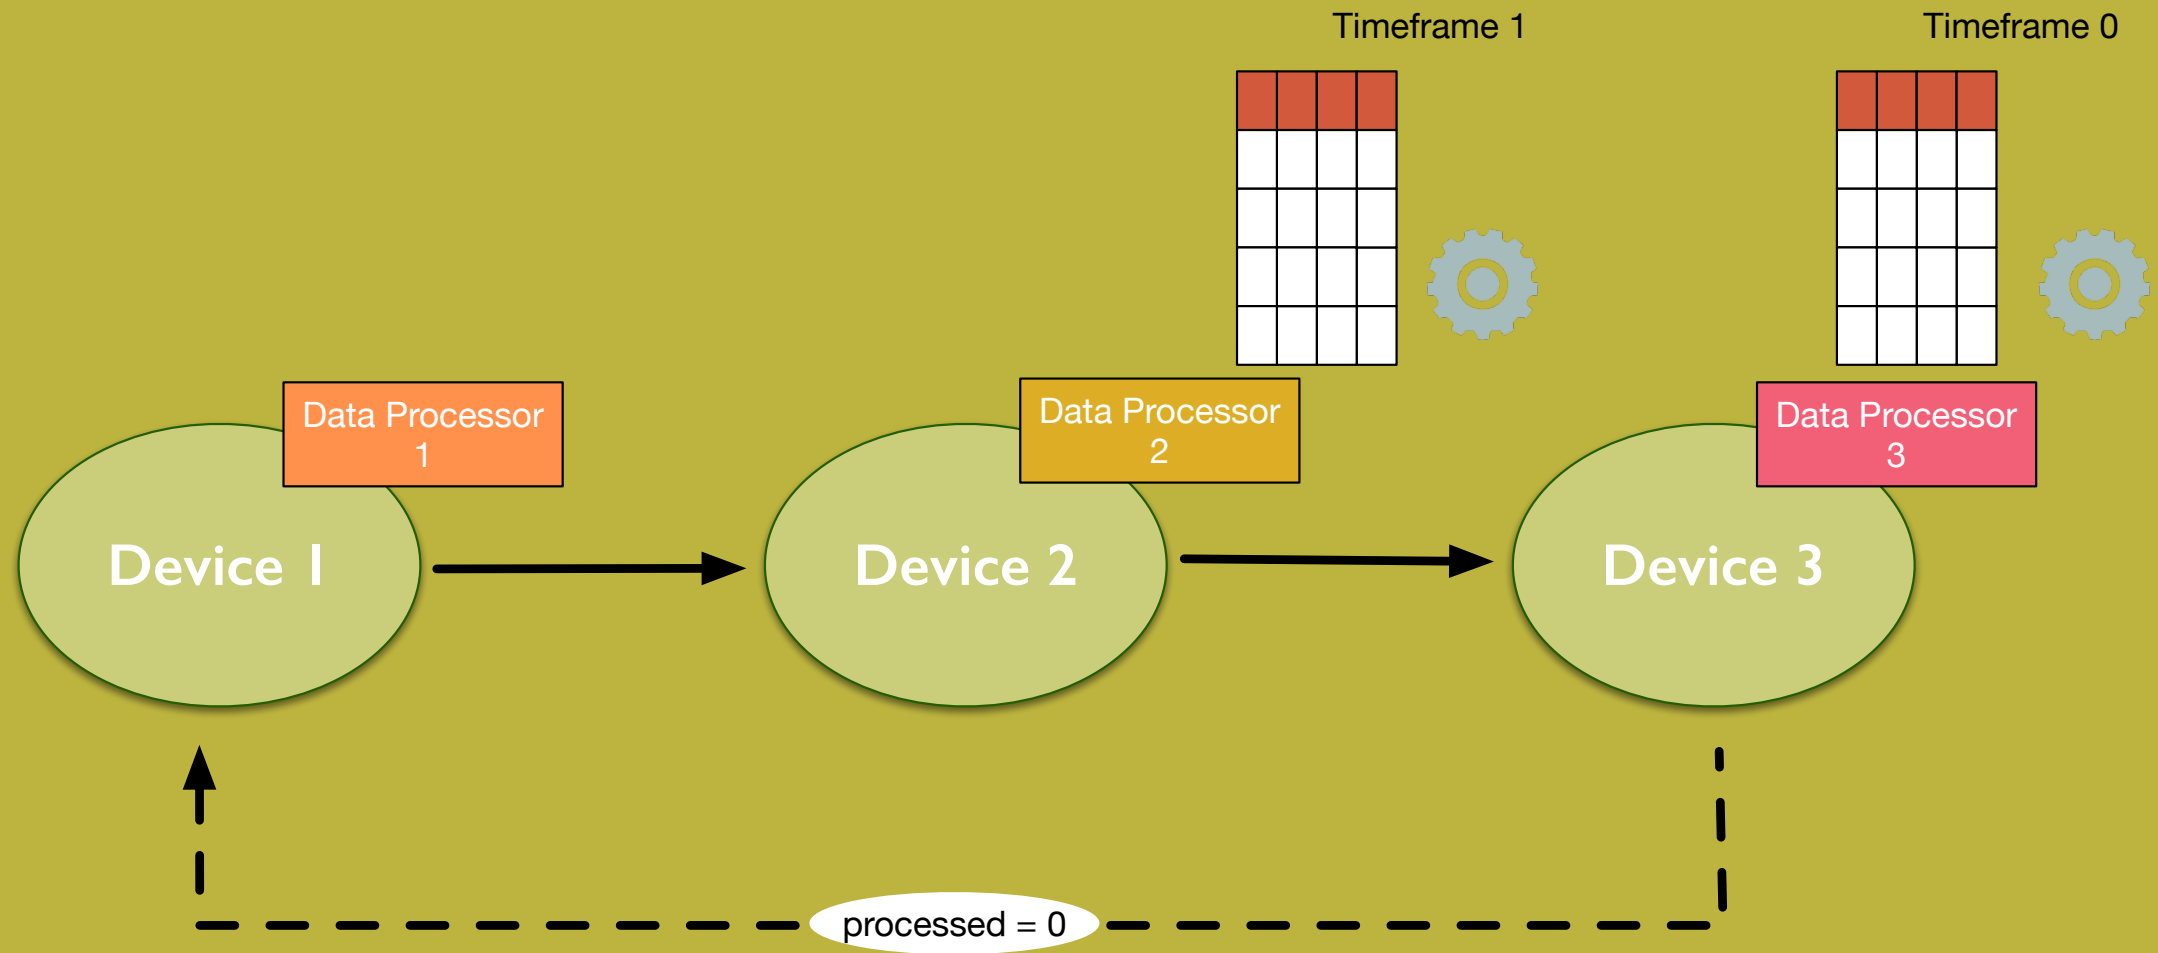 Timeframe 1
Timeframe 0
Data Processor
1
Data Processor
2
Data Processor
3
Device 1
Device 2
Device 3
processed = 0